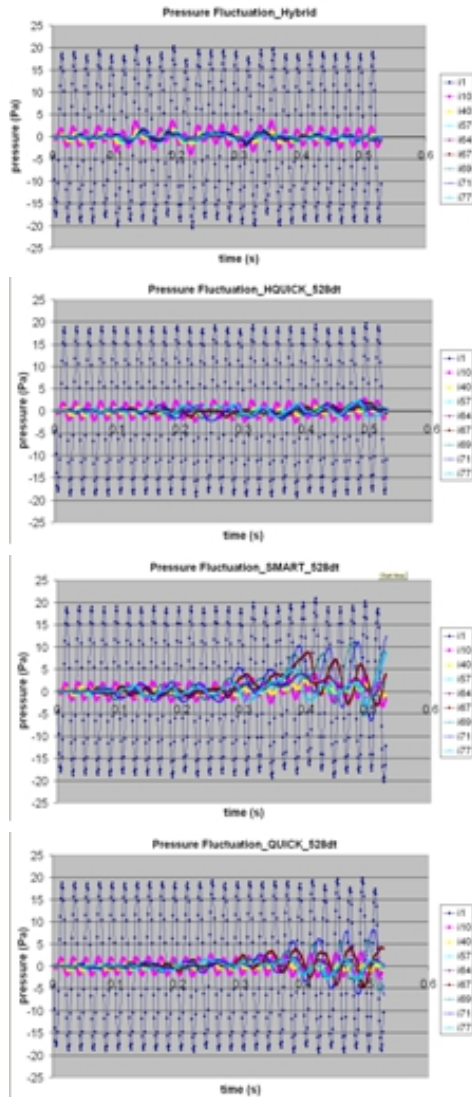 Pressure Fluctuation_Hybrid
pressure (Pa)
25
20
15
10
5
0
-5
-10
-15
-20
-25
0 0.1 0.2 0.3 0.4 0.5 0.6
time (s)
i1
i10
i40
i57
i64
i67
i69
i71
i77
Pressure Fluctuation_HQUICK_528dt
pressure (Pa)
25
20
15
10
5
0
-5
-10
-15
-20
-25
0 0.1 0.2 0.3 0.4 0.5 0.6
time (s)
i1
i10
i40
i57
i64
i67
i69
i71
i77
Pressure Fluctuation_SMART_528dt
pressure (Pa)
25
20
15
10
5
0
-5
-10
-15
-20
-25
0 0.1 0.2 0.3 0.4 0.5 0.6
time (s)
i1
i10
i40
i57
i64
i67
i69
i71
i77
Pressure Fluctuation_QUICK_528dt
pressure (Pa)
25
20
15
10
5
0
-5
-10
-15
-20
-25
0 0.1 0.2 0.3 0.4 0.5 0.6
time (s)
i1
i10
i40
i57
i64
i67
i69
i71
i77